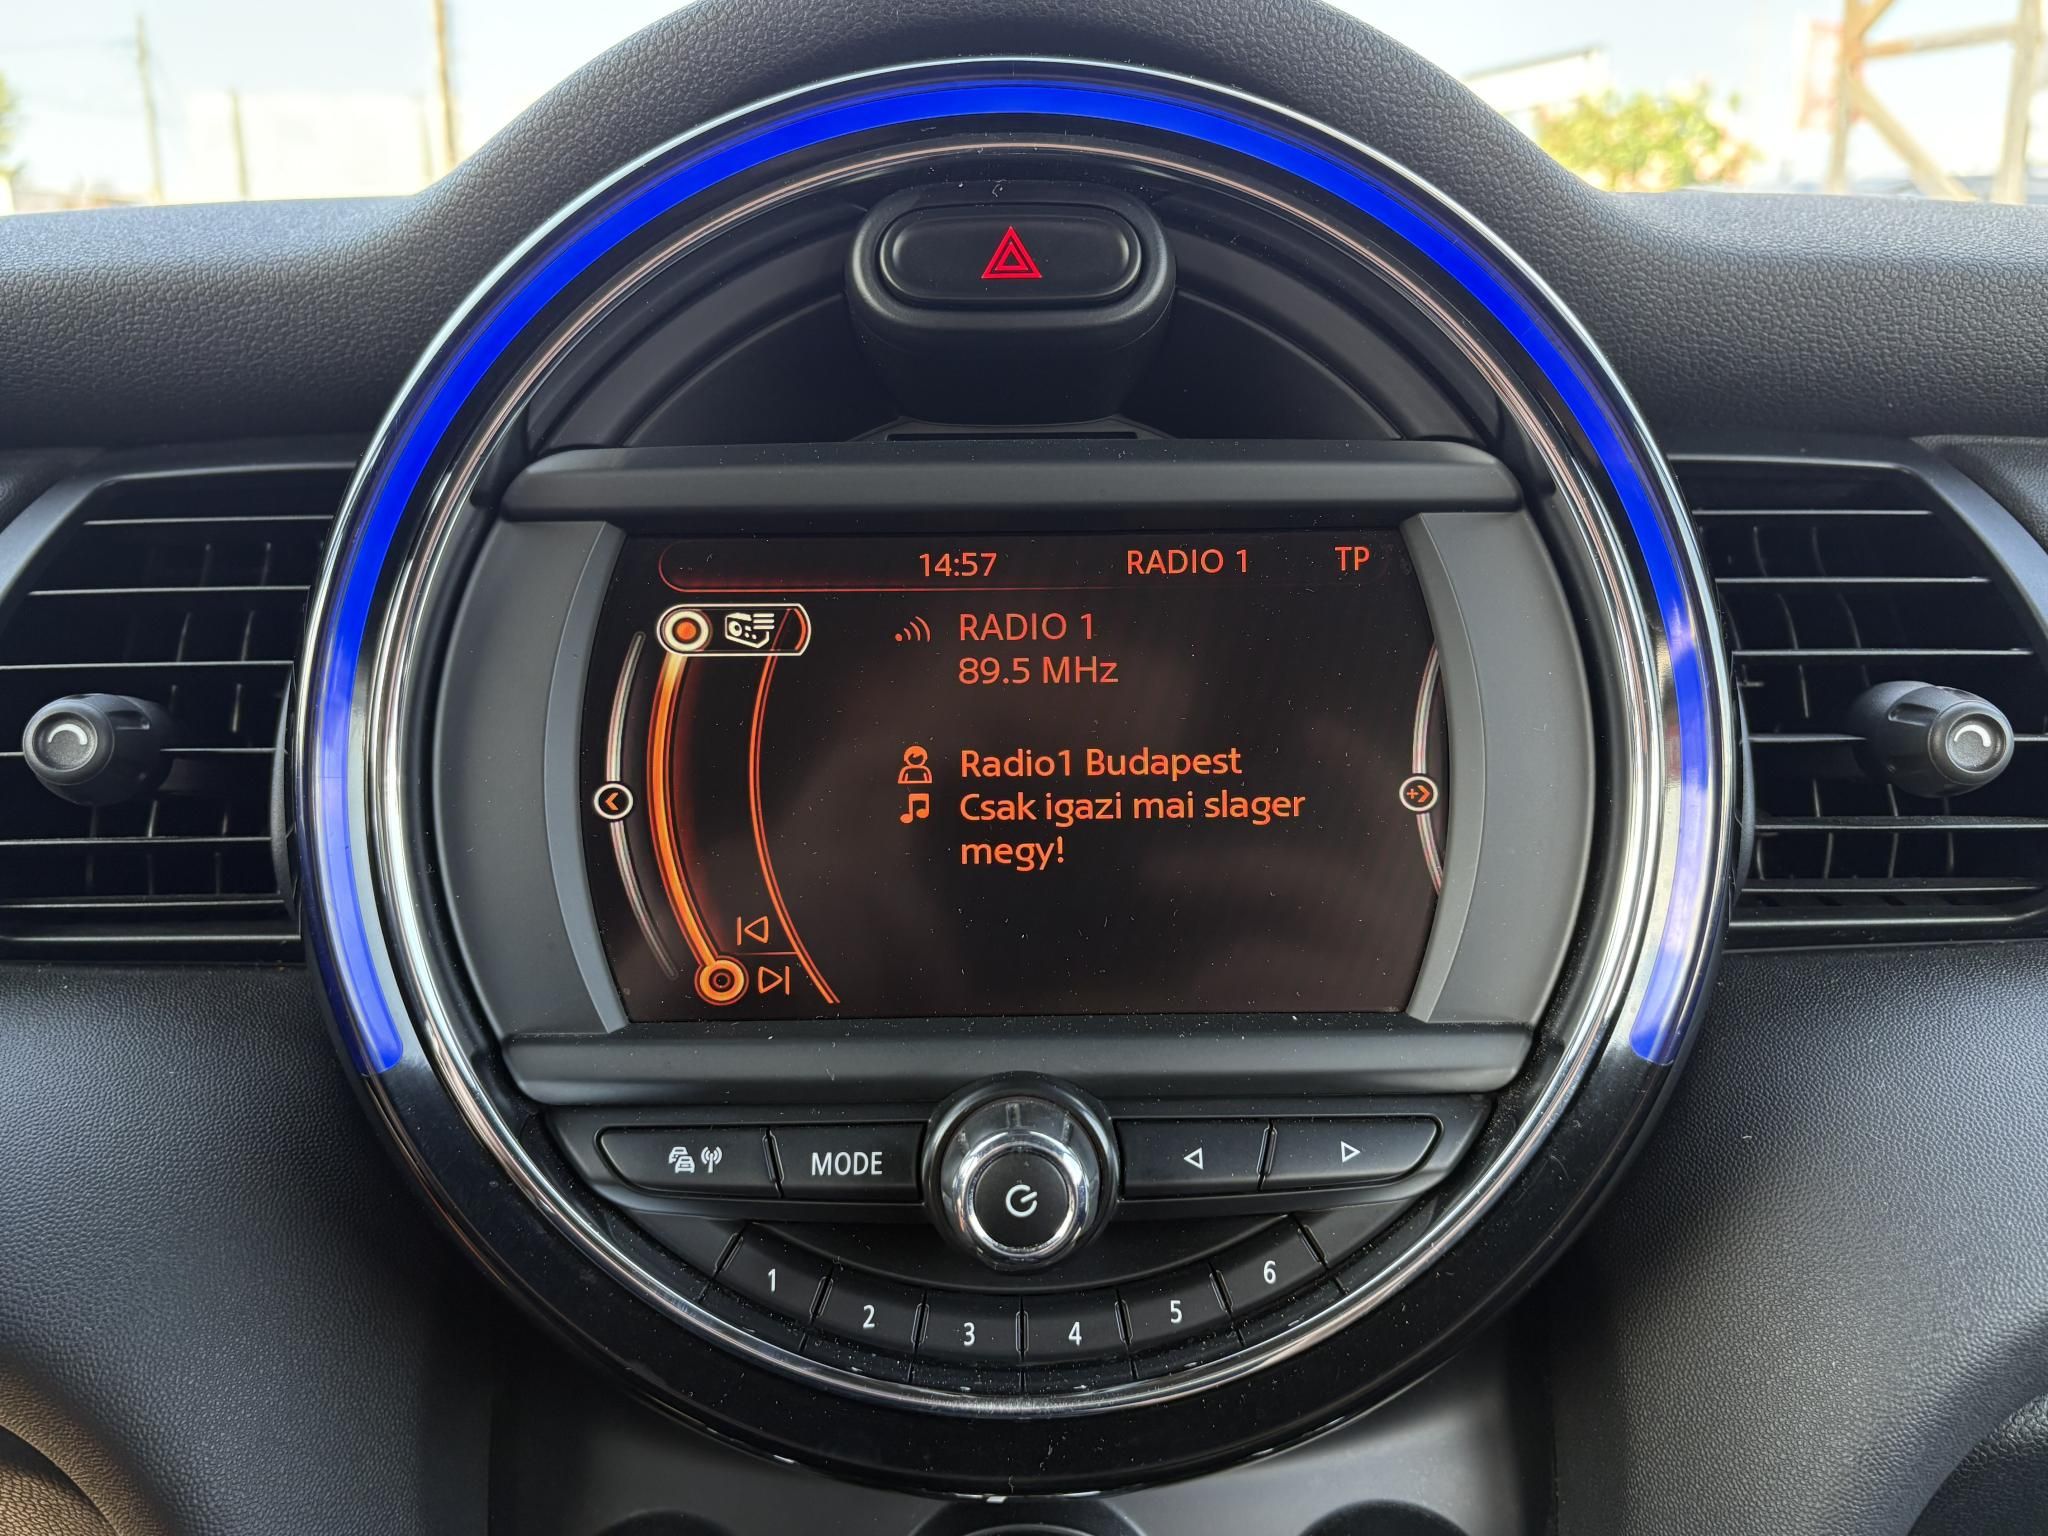 14:57 RADIO 1 TP
RADIO 1
89.5 MHz
Radio1 Budapest
Csak igazi mai slager
megy!
MODE
1 2 3 4 5 6